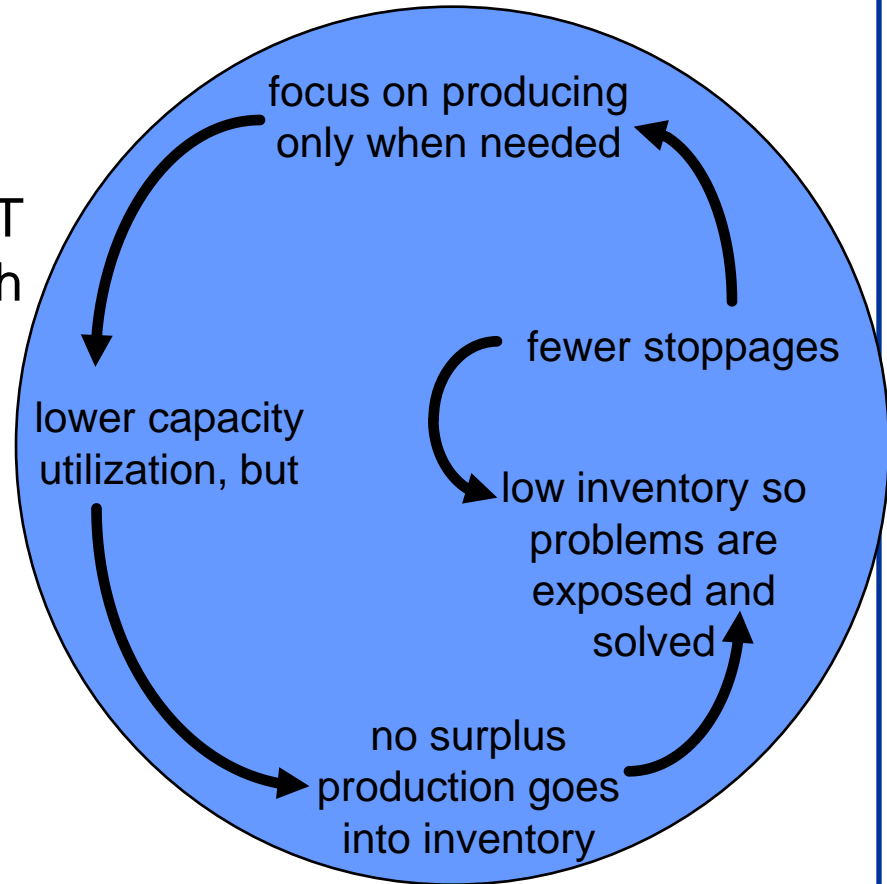 focus on producing
only when needed
T
h
fewer stoppages
lower capacity
utilization, but
low inventory so
problems are
exposed and
solved
no surplus
production goes
into inventory